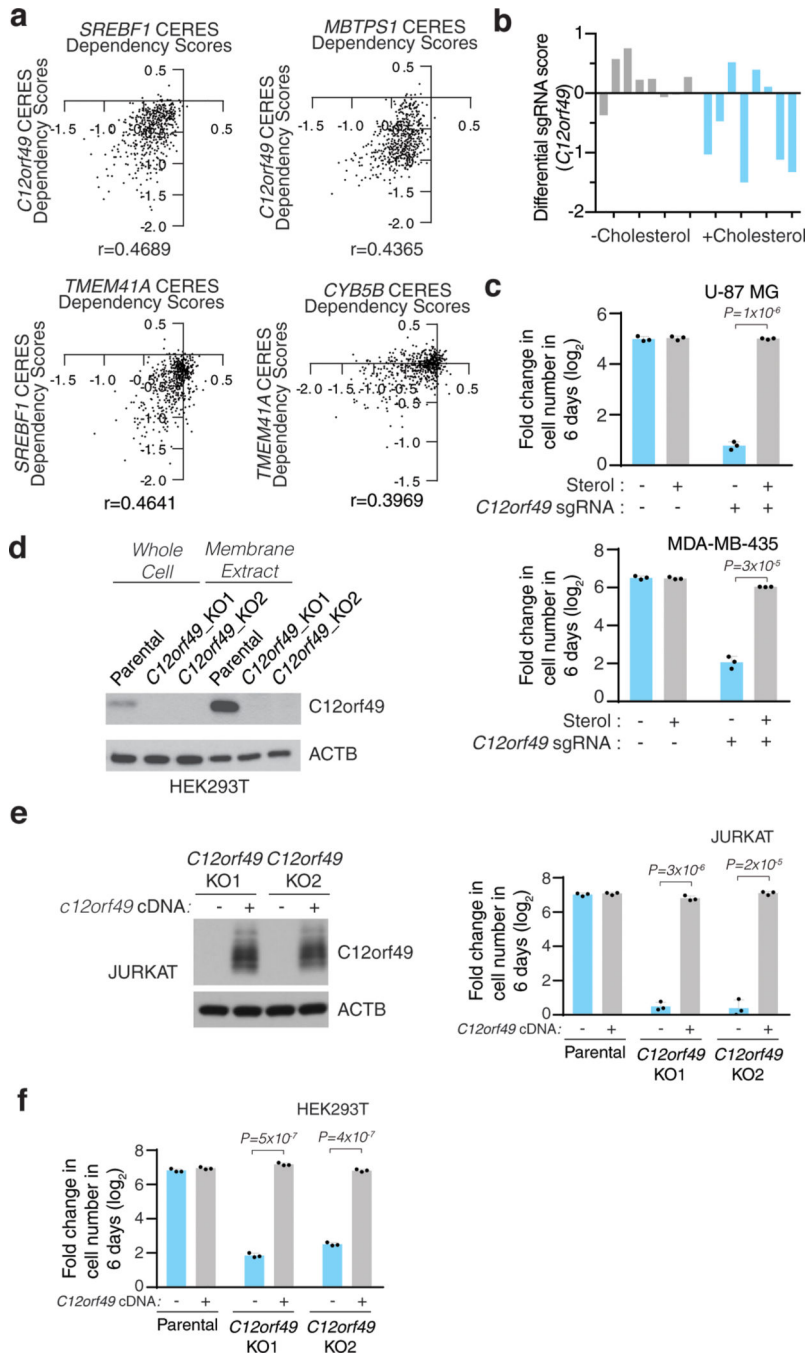 a
SREBF1 CERES
Dependency Scores
C12orf49 CERES
Dependency Scores
0.5
-1.5 -1.0 -0.5 0.5
-0.5
-1.0
-1.5
-2.0
r=0.4689
MBTPS1 CERES
Dependency Scores
C12orf49 CERES
Dependency Scores
0.5
-1.5 -1.0 -0.5 0.5
-0.5
-1.0
-1.5
-2.0
r=0.4365
TMEM41A CERES
Dependency Scores
SREBF1 CERES
Dependency Scores
0.5
-1.5 -1.0 -0.5 0.5
-0.5
-1.0
-1.5
-2.0
r=0.4641
CYB5B CERES
Dependency Scores
TMEM41A CERES
Dependency Scores
0.5
-2.0 -1.5 -1.0 -0.5 0.5
-0.5
-1.0
-1.5
r=0.3969
b
Differential sgRNA score
(C12orf49)
1
0
-1
-2
-Cholesterol +Cholesterol
c
U-87 MG
P=1x10-6
Fold change in
cell number in
6 days (log2)
6
4
2
0
Sterol : - + - +
C12orf49 sgRNA : - - + +
MDA-MB-435
P=3x10-5
Fold change in
cell number in
6 days (log2)
8
6
4
2
0
Sterol : - + - +
C12orf49 sgRNA : - - + +
d
Whole Membrane
Cell Extract
Parental
C12orf49_KO1
C12orf49_KO2
Parental
C12orf49_KO1
C12orf49_KO2
C12orf49
ACTB
HEK293T
e
C12orf49 C12orf49
KO1 KO2
c12orf49 cDNA: - + - +
C12orf49
JURKAT
ACTB
JURKAT
P=3x10-6 P=2x10-5
Fold change in
cell number in
6 days (log2)
8
6
4
2
0
C12orf49 cDNA: - + - + - +
Parental C12orf49 C12orf49
KO1 KO2
f
HEK293T
P=5x10-7 P=4x10-7
Fold change in
cell number in
6 days (log2)
8
6
4
2
0
C12orf49 cDNA: - + - + - +
Parental C12orf49 C12orf49
KO1 KO2